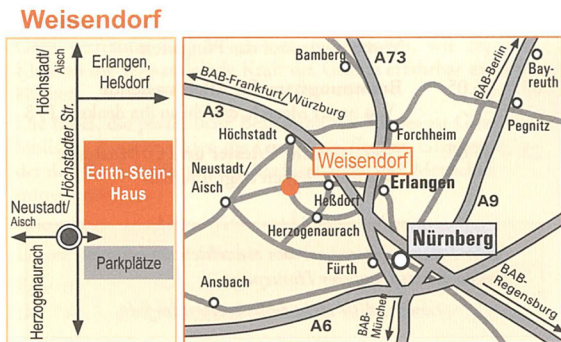 Weisendorf
Höchstadt/
Aisch
Erlangen,
Heßdorf
Höchstadter Str.
Edith-Stein-
Haus
Neustadt/
Aisch
Parkplätze
Herzogenaurach
Bamberg
A73
BAB-Berlin
Bay-
reuth
BAB-Frankfurt/Würzburg
A3
Pegnitz
Höchstadt
Forchheim
Weisendorf
Neustadt/
Aisch
Heßdorf
Erlangen
A9
Herzogenaurach
Nürnberg
Fürth
Ansbach
BAB-
Regensburg
A6
BAB-
München